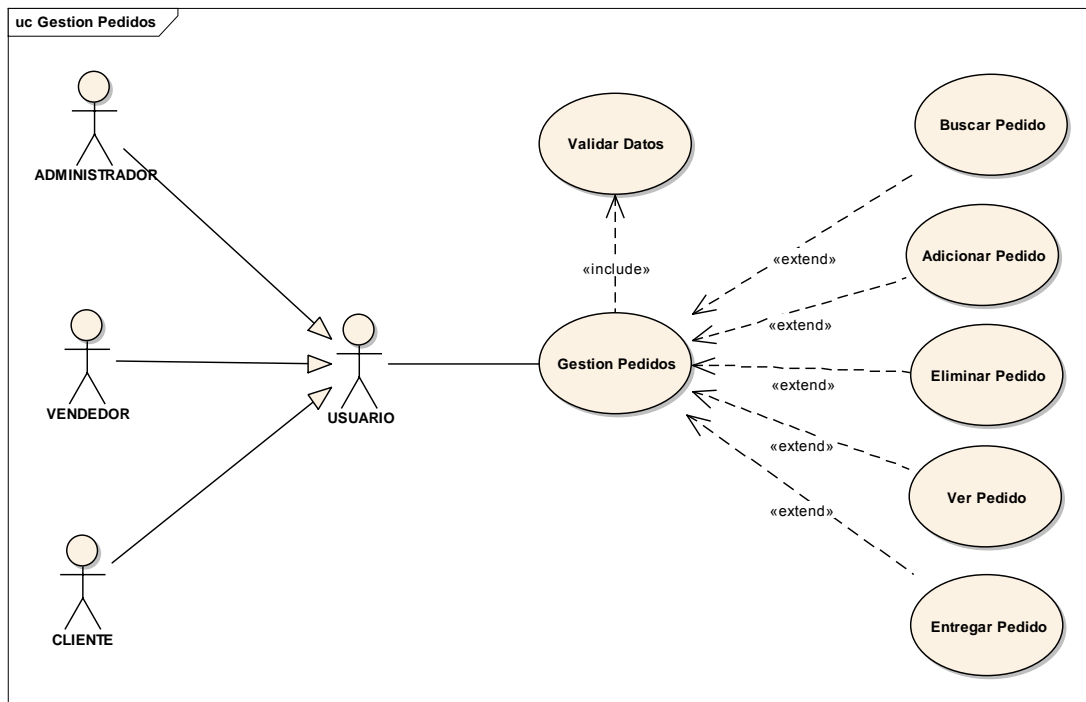 uc Gestion Pedidos
ADMINISTRADOR
VENDEDOR
CLIENTE
USUARIO
Validar Datos
«include»
Gestion Pedidos
«extend»
«extend»
«extend»
«extend»
«extend»
Buscar Pedido
Adicionar Pedido
Eliminar Pedido
Ver Pedido
Entregar Pedido